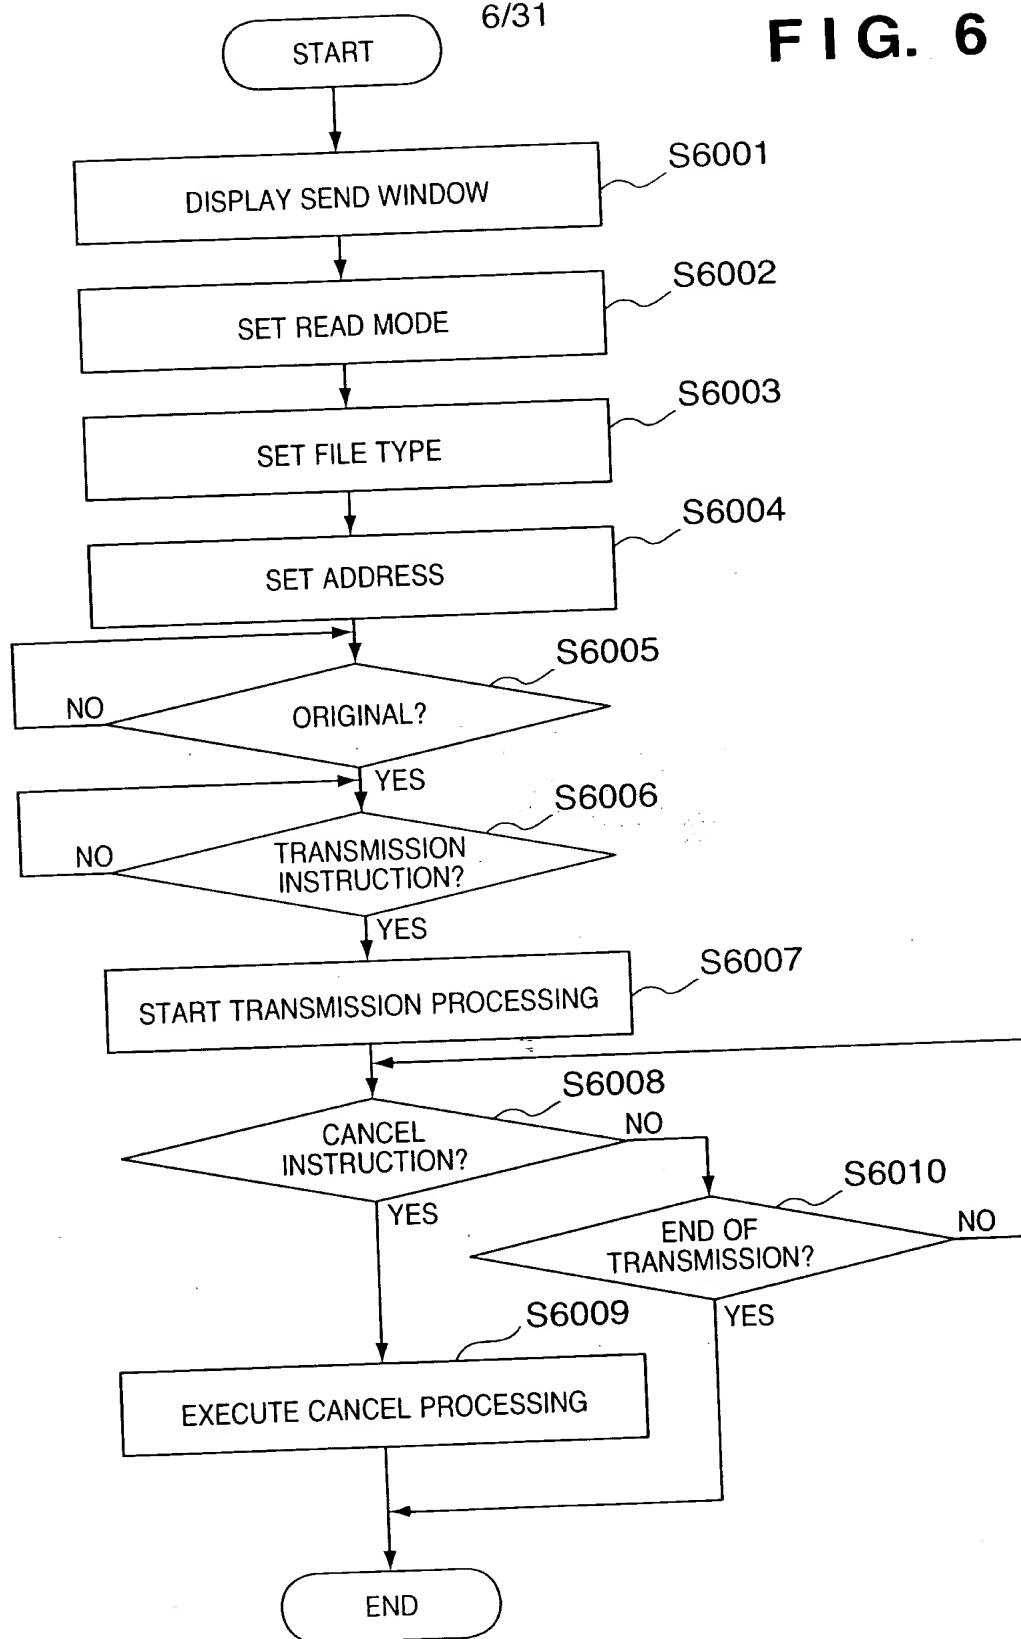 6/31
FIG. 6
START
S6001
DISPLAY SEND WINDOW
S6002
SET READ MODE
S6003
SET FILE TYPE
S6004
SET ADDRESS
S6005
NO
ORIGINAL?
YES
S6006
NO
TRANSMISSION
INSTRUCTION?
YES
S6007
START TRANSMISSION PROCESSING
S6008
CANCEL
INSTRUCTION?
NO
YES
S6010
END OF
TRANSMISSION?
NO
YES
S6009
EXECUTE CANCEL PROCESSING
END